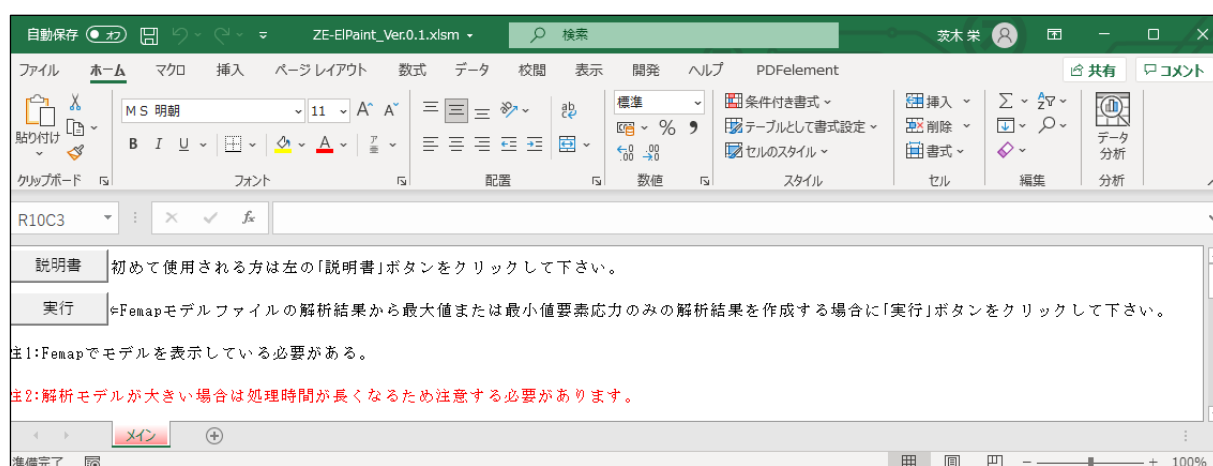 自動保存 オフ ZE-ElPaint_Ver.0.1.xlsm 検索 茨木 栄
ファイル ホーム マクロ 挿入 ページ レイアウト 数式 データ 校閲 表示 開発 ヘルプ PDFelement 共有 コメント
貼り付け MS 明朝 11 A A B I U A ab 標準 % 条件付き書式 テーブルとして書式設定 セルのスタイル 挿入 削除 書式 データ分析
クリップボード フォント 配置 数値 スタイル セル 編集 分析
R10C3 fx
説明書 初めて使用される方は左の「説明書」ボタンをクリックして下さい。
実行 ⇐Femapモデルファイルの解析結果から最大値または最小値要素応力のみの解析結果を作成する場合に「実行」ボタンをクリックして下さい。
注1:Femapでモデルを表示している必要がある。
注2:解析モデルが大きい場合は処理時間が長くなるため注意する必要があります。
メイン
準備完了 100%